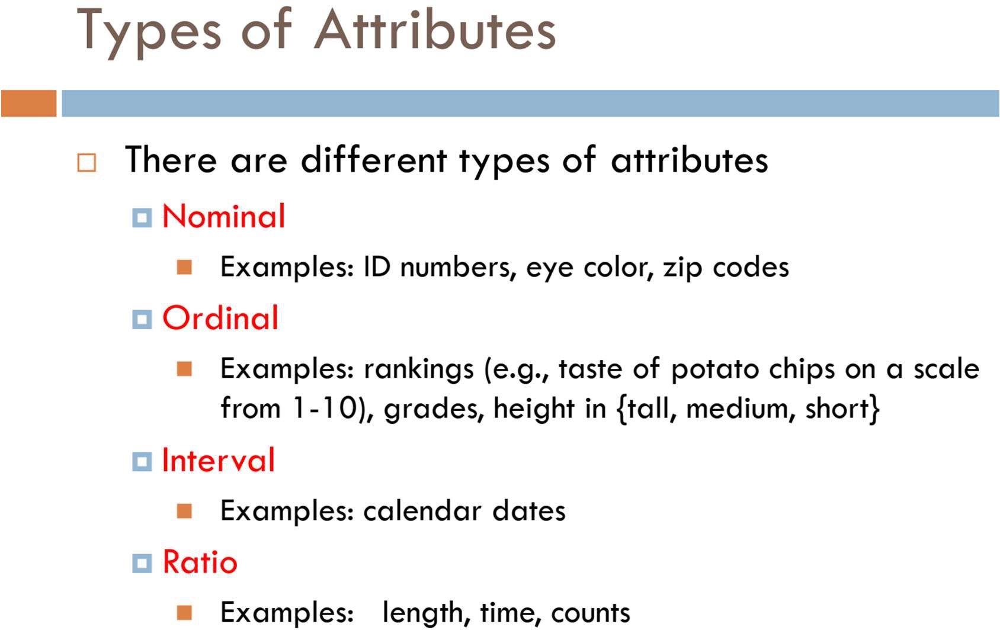 Types of Attributes
There are different types of attributes
Nominal
Examples: ID numbers, eye color, zip codes
Ordinal
Examples: rankings (e.g., taste of potato chips on a scale
from 1-10), grades, height in {tall, medium, short}
Interval
Examples: calendar dates
Ratio
Examples: length, time, counts